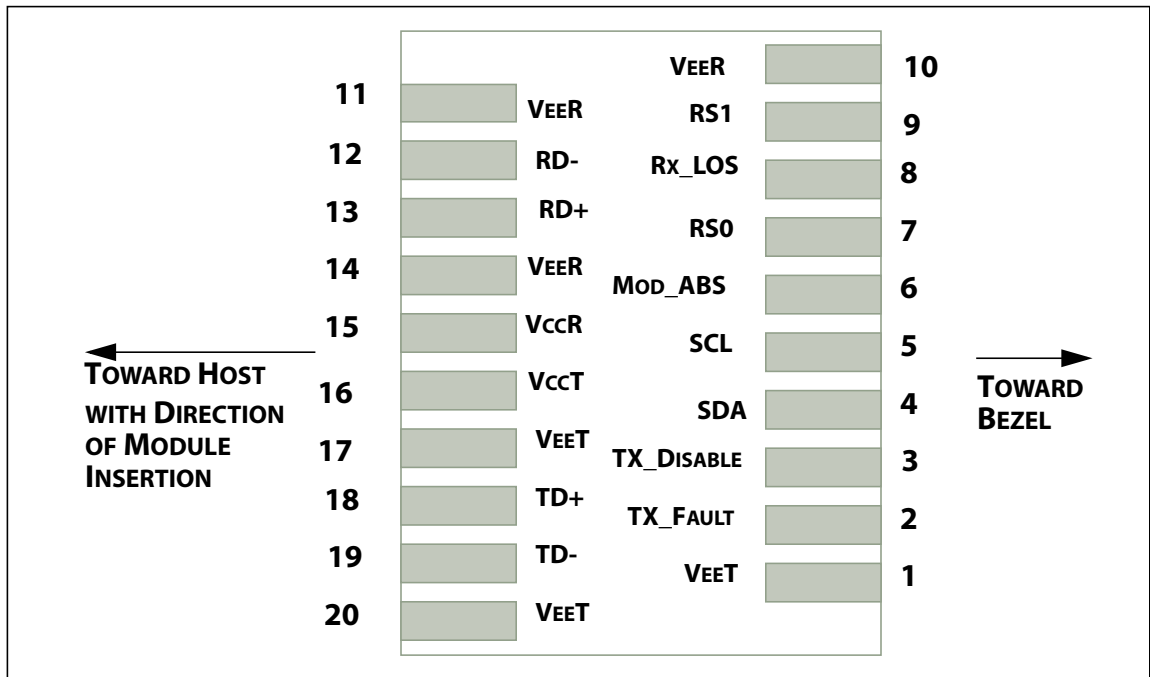 11 VEER
12 RD-
13 RD+
14 VEER
15 VCCR
16 VCCT
17 VEET
18 TD+
19 TD-
20 VEET
VEER 10
RS1 9
RX_LOS 8
RS0 7
MOD_ABS 6
SCL 5
SDA 4
TX_DISABLE 3
TX_FAULT 2
VEET 1
TOWARD HOST
WITH DIRECTION
OF MODULE
INSERTION
TOWARD
BEZEL